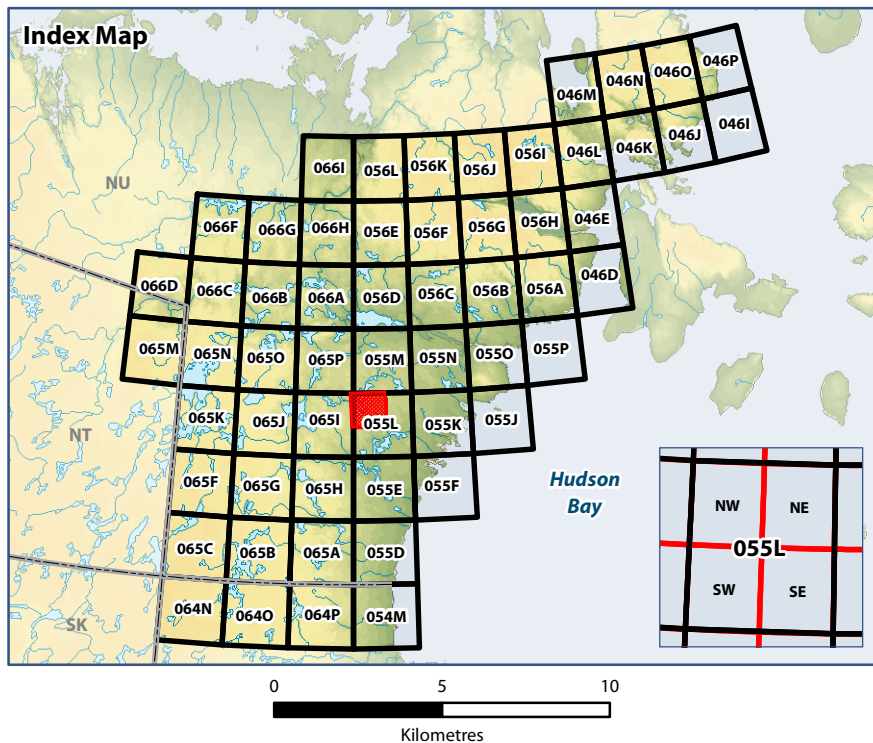 Index Map
046M 046N 046O 046P
066I 056L 056K 056J 056I 046L 046K 046J 046I
NU
066F 066G 066H 056E 056F 056G 056H 046E
066D 066C 066B 066A 056D 056C 056B 056A 046D
065M 065N 065O 065P 055M 055N 055O 055P
065K 065J 065I 055L 055K 055J
NT
065F 065G 065H 055E 055F
Hudson
Bay
065C 065B 065A 055D
064N 064O 064P 054M
SK
NW NE
055L
SW SE
0 5 10
Kilometres